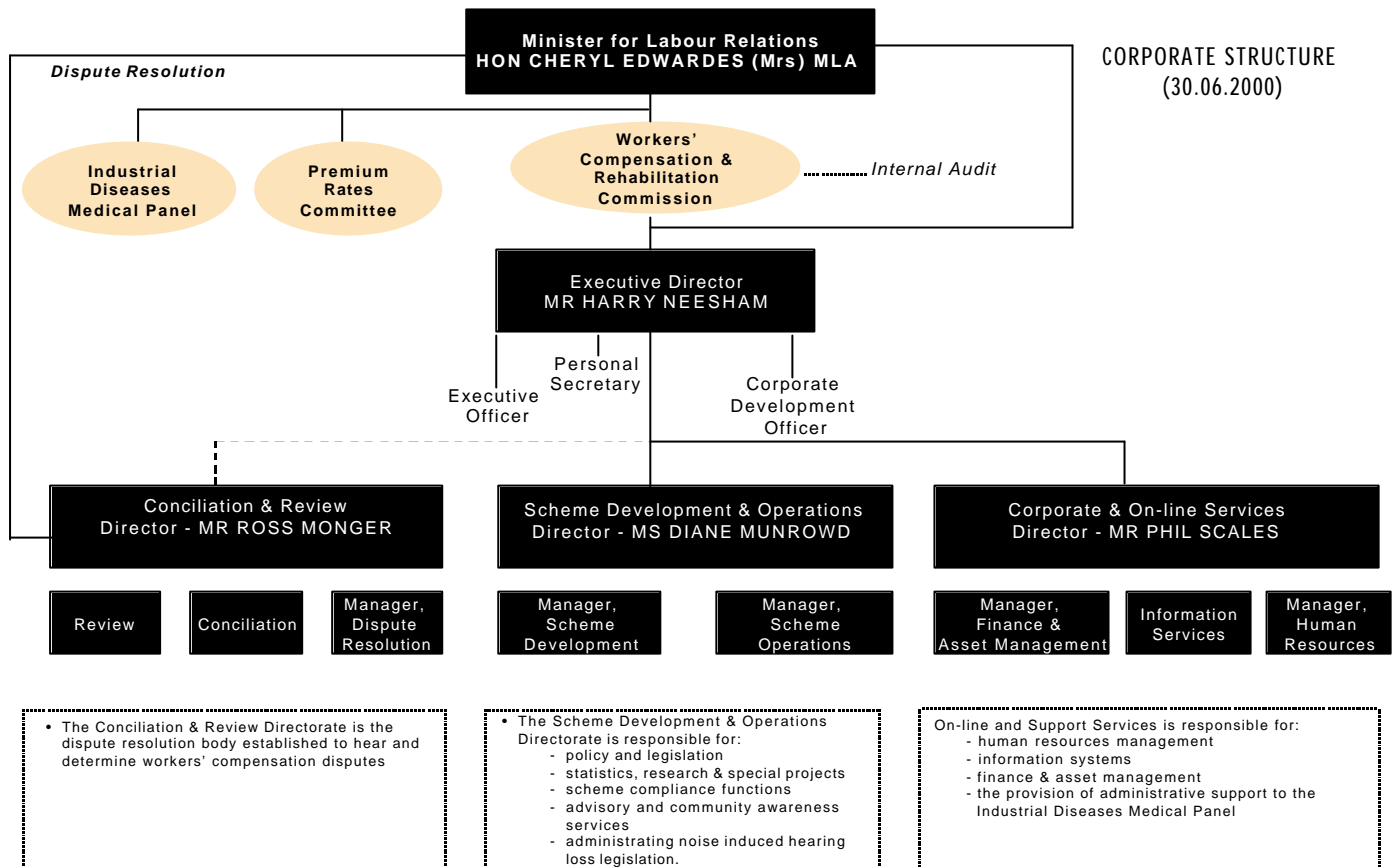 Minister for Labour Relations
HON CHERYL EDWARDES (Mrs) MLA
CORPORATE STRUCTURE
(30.06.2000)
Dispute Resolution
Industrial
Diseases
Medical Panel
Premium
Rates
Committee
Workers’
Compensation &
Rehabilitation
Commission
Internal Audit
Executive Director
MR HARRY NEESHAM
Executive
Officer
Personal
Secretary
Corporate
Development
Officer
Conciliation & Review
Director - MR ROSS MONGER
Scheme Development & Operations
Director - MS DIANE MUNROWD
Corporate & On-line Services
Director - MR PHIL SCALES
Review
Conciliation
Manager,
Dispute
Resolution
Manager,
Scheme
Development
Manager,
Scheme
Operations
Manager,
Finance &
Asset Management
Information
Services
Manager,
Human
Resources
• The Conciliation & Review Directorate is the
dispute resolution body established to hear and
determine workers’ compensation disputes
• The Scheme Development & Operations
Directorate is responsible for:
- policy and legislation
- statistics, research & special projects
- scheme compliance functions
- advisory and community awareness
services
- administrating noise induced hearing
loss legislation.
On-line and Support Services is responsible for:
- human resources management
- information systems
- finance & asset management
- the provision of administrative support to the
Industrial Diseases Medical Panel